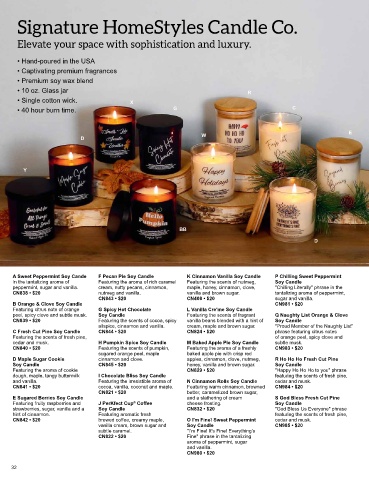 Signature HomeStyles Candle Co.
Elevate your space with sophistication and luxury.
• Hand-poured in the USA
• Captivating premium fragrances
• Premium soy wax blend
• 10 oz. Glass jar
• Single cotton wick.
• 40 hour burn time.
W
D
Y
BB
Happy
Holidays
Hello
Pumpkin
A Sweet Peppermint Soy Candle
In the tantalizing aroma of
peppermint, sugar and vanilla.
CN838 • $20
B Orange & Clove Soy Candle
Featuring citrus note of orange
peel, spicy clove and subtle musk.
CN839 • $20
C Fresh Cut Pine Soy Candle
Featuring the scents of fresh pine,
cedar and musk.
CN840 • $20
D Maple Sugar Cookie
Soy Candle
Featuring the aroma of cookie
dough, maple, tangy buttermilk
and vanilla.
CN841 • $20
E Sugared Berries Soy Candle
Featuring fruity raspberries and
strawberries, sugar, vanilla and a
hint of cinnamon.
CN842 • $20
F Pecan Pie Soy Candle
Featuring the aroma of rich caramel
cream, nutty pecans, cinnamon,
nutmeg and vanilla.
CN843 • $20
G Spicy Hot Chocolate
Soy Candle
Featuring the scents of cocoa, spicy
allspice, cinnamon and vanilla.
CN844 • $20
H Pumpkin Spice Soy Candle
Featuring the scents of pumpkin,
sugared orange peel, maple
cinnamon and clove.
CN845 • $20
I Chocolate Bliss Soy Candle
Featuring the irresistible aroma of
cocoa, vanilla, coconut and maple.
CN821 • $20
J Perkfect Cup® Coffee
Soy Candle
Featuring aromatic fresh
brewed coffee, creamy maple,
vanilla cream, brown sugar and
subtle caramel.
CN822 • $20
K Cinnamon Vanilla Soy Candle
Featuring the scents of nutmeg,
maple, honey, cinnamon, clove,
vanilla and brown sugar.
L Vanilla Crème Soy Candle
Featuring the scents of fragrant
vanilla beans blended with a hint of
cream, maple and brown sugar.
CN824 • $20
M Baked Apple Pie Soy Candle
Featuring the aroma of a freshly
baked apple pie with crisp red
apples, cinnamon, clove, nutmeg,
honey, vanilla and brown sugar.
N Cinnamon Rolls Soy Candle
Featuring warm cinnamon, browned
butter, caramelized brown sugar,
and a slathering of cream
cheese frosting.
CN832 • $20
O I'm Fine! Sweet Peppermint
Soy Candle
"I'm Fine! It's Fine! Everything's
Fine" phrase in the tantalizing
aroma of peppermint, sugar
and vanilla.
CN980 • $20
P Chilling Sweet Peppermint
Soy Candle
"Chilling Literally" phrase in the
tantalizing aroma of peppermint,
sugar and vanilla.
CN981 • $20
Q Naughty List Orange & Clove
Soy Candle
"Proud Member of the Naughty List"
phrase featuring citrus notes
of orange peel, spicy clove and
subtle musk.
CN983 • $20
R Ho Ho Ho Fresh Cut Pine
Soy Candle
"Happy Ho Ho Ho to you" phrase
featuring the scents of fresh pine,
cedar and musk.
CN984 • $20
S God Bless Fresh Cut Pine
Soy Candle
"God Bless Us Everyone" phrase
featuring the scents of fresh pine,
cedar and musk.
CN985 • $20
32